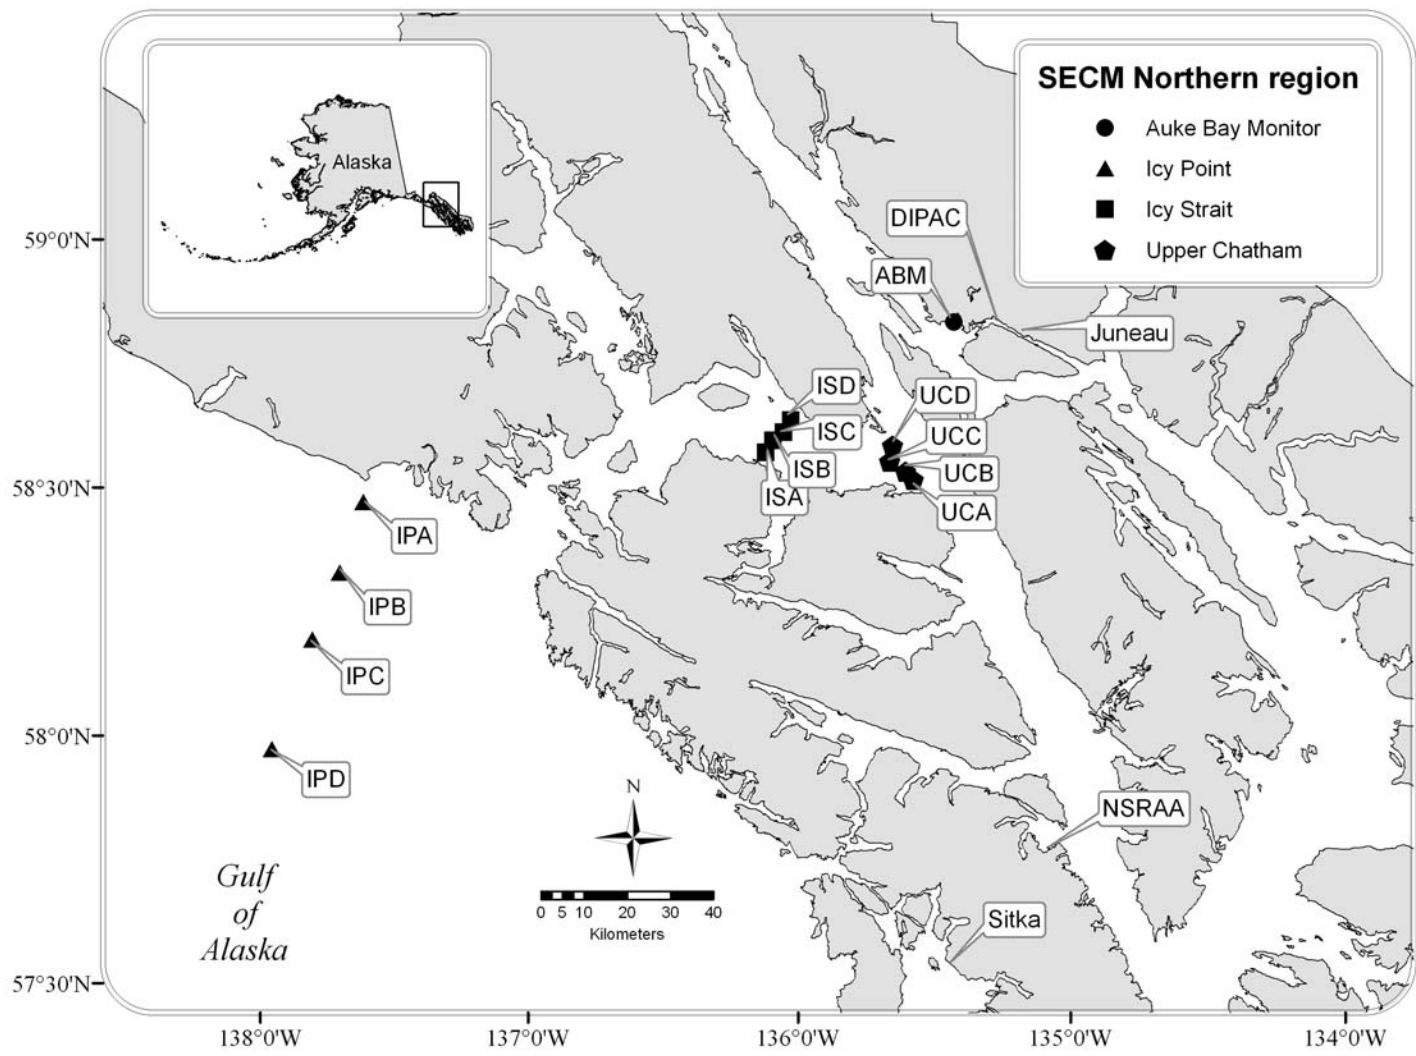 SECM Northern region
Auke Bay Monitor
Icy Point
Icy Strait
Upper Chatham
Alaska
DIPAC
ABM
Juneau
59°0'N
ISD
UCD
ISC
UCC
ISB
UCB
ISA
UCA
58°30'N
IPA
IPB
IPC
58°0'N
IPD
N
NSRAA
0 5 10 20 30 40
Kilometers
Gulf
of
Alaska
Sitka
57°30'N
138°0'W 137°0'W 136°0'W 135°0'W 134°0'W